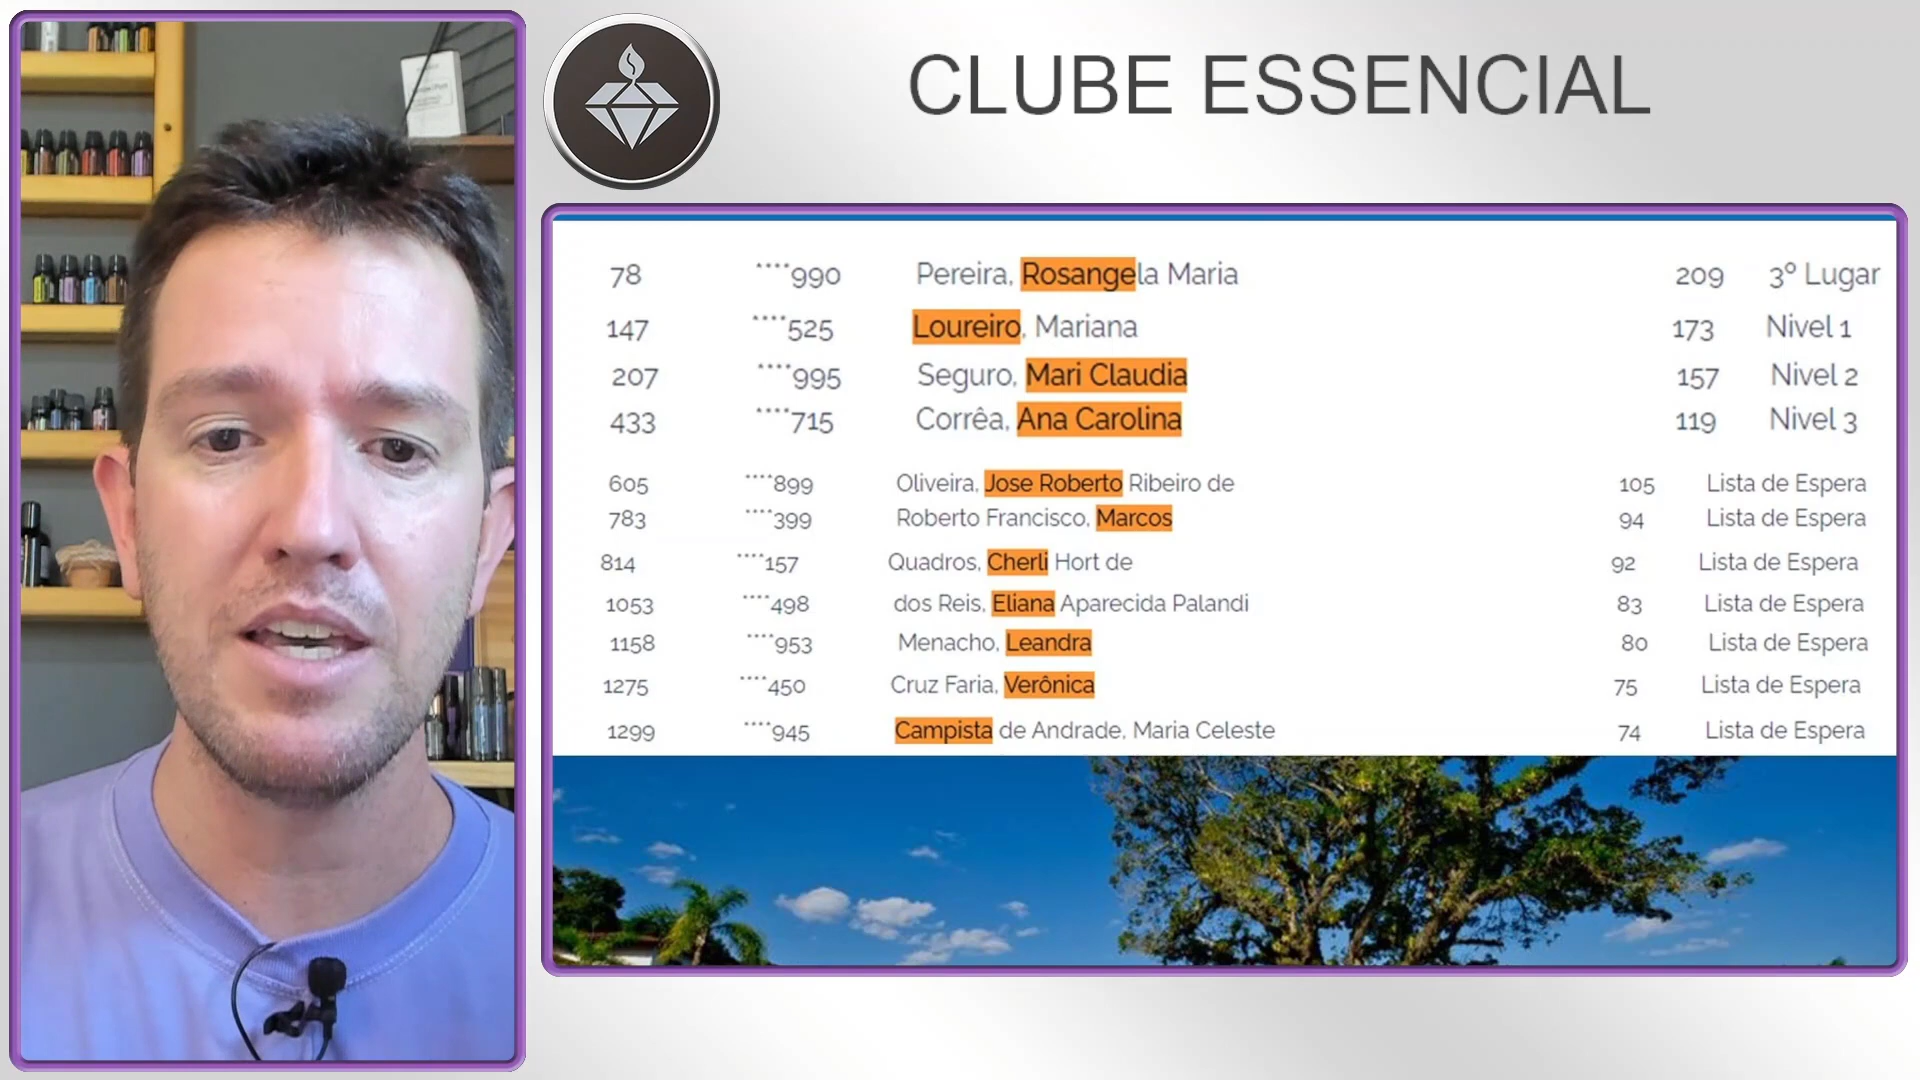 CLUBE ESSENCIAL
78 ****990 Pereira, Rosangela Maria 209 3º Lugar
147 ****525 Loureiro, Mariana 173 Nivel 1
207 ****995 Seguro, Mari Claudia 157 Nivel 2
433 ****715 Corrêa, Ana Carolina 119 Nivel 3
605 ****899 Oliveira, Jose Roberto Ribeiro de 105 Lista de Espera
783 ****399 Roberto Francisco, Marcos 94 Lista de Espera
814 ****157 Quadros, Cherli Hort de 92 Lista de Espera
1053 ****498 dos Reis, Eliana Aparecida Palandi 83 Lista de Espera
1158 ****953 Menacho, Leandra 80 Lista de Espera
1275 ****450 Cruz Faria, Verônica 75 Lista de Espera
1299 ****945 Campista de Andrade, Maria Celeste 74 Lista de Espera